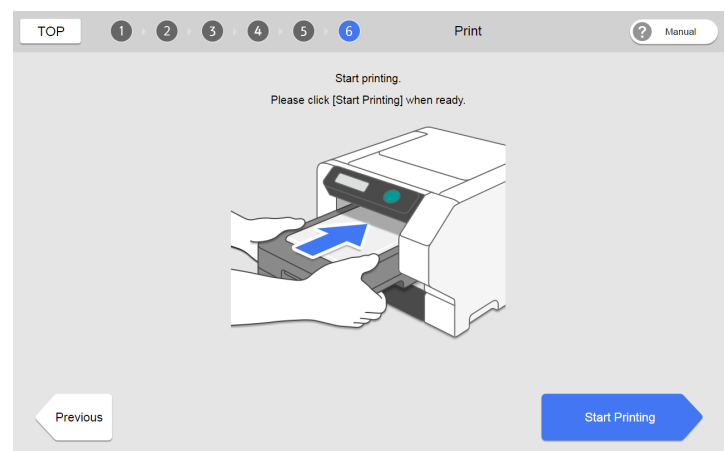 TOP 1 2 3 4 5 6 Print ? Manual
Start printing.
Please click [Start Printing] when ready.
Previous Start Printing